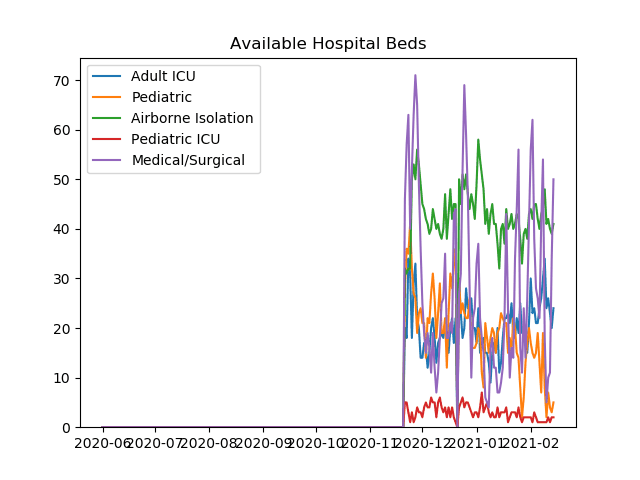 Available Hospital Beds
Adult ICU
Pediatric
Airborne Isolation
Pediatric ICU
Medical/Surgical
70
60
50
40
30
20
10
0
2020-06 2020-07 2020-08 2020-09 2020-10 2020-11 2020-12 2021-01 2021-02